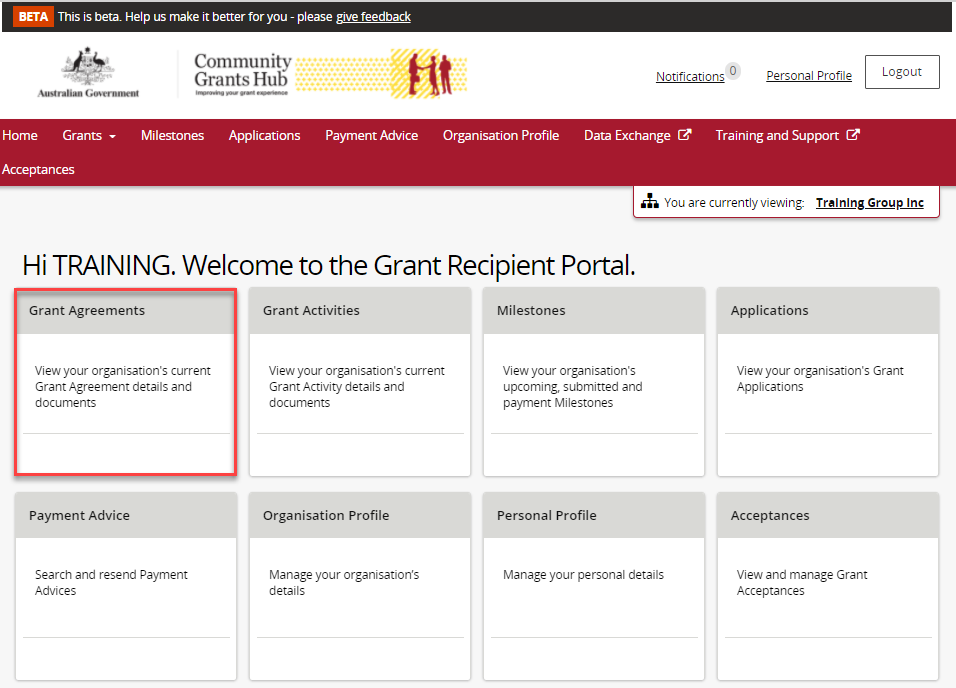 BETA This is beta. Help us make it better for you - please give feedback
Australian Government
Community
Grants Hub
Improving your grant experience
Notifications 0
Personal Profile
Logout
Home Grants Milestones Applications Payment Advice Organisation Profile Data Exchange Training and Support
Acceptances
You are currently viewing: Training Group Inc
Hi TRAINING. Welcome to the Grant Recipient Portal.
Grant Agreements
View your organisation's current
Grant Agreement details and
documents
Grant Activities
View your organisation's current
Grant Activity details and
documents
Milestones
View your organisation's
upcoming, submitted and
payment Milestones
Applications
View your organisation's Grant
Applications
Payment Advice
Search and resend Payment
Advices
Organisation Profile
Manage your organisation’s
details
Personal Profile
Manage your personal details
Acceptances
View and manage Grant
Acceptances